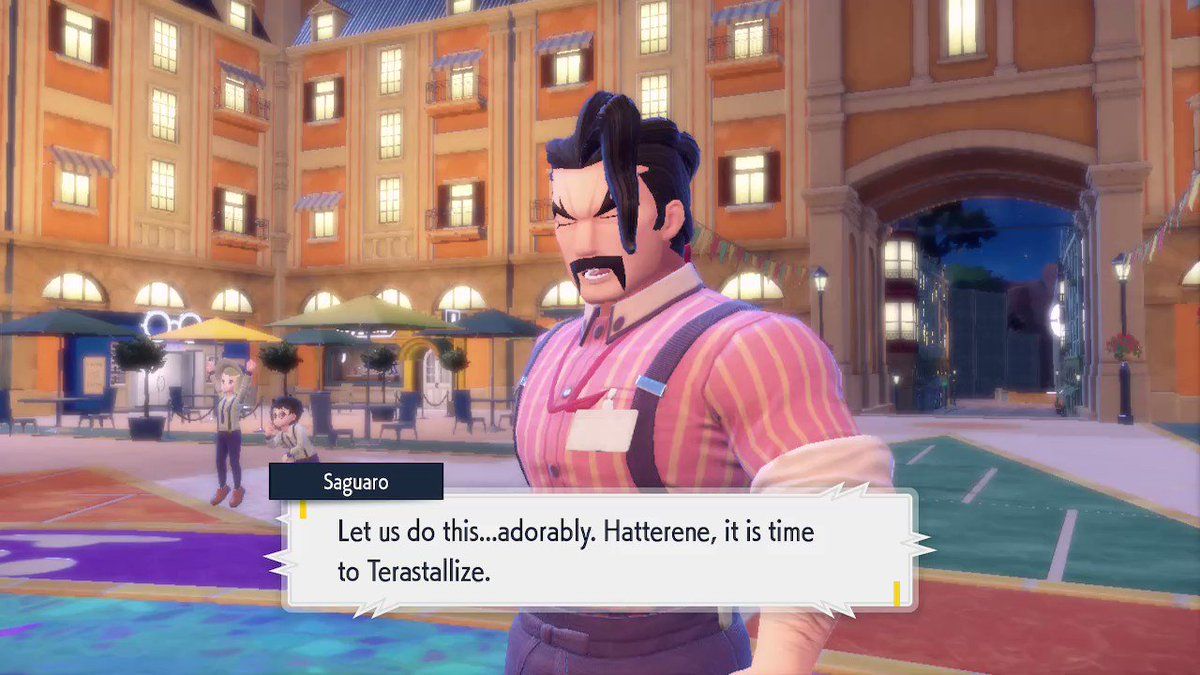 Saguaro
Let us do this...adorably. Hatterene, it is time
to Terastallize.